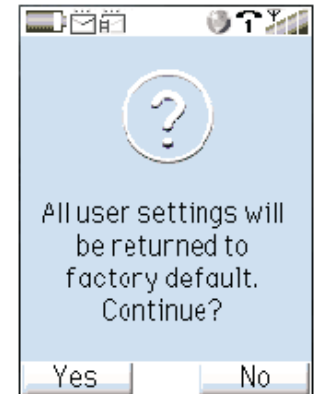 All user settings will
be returned to
factory default.
Continue?
Yes No